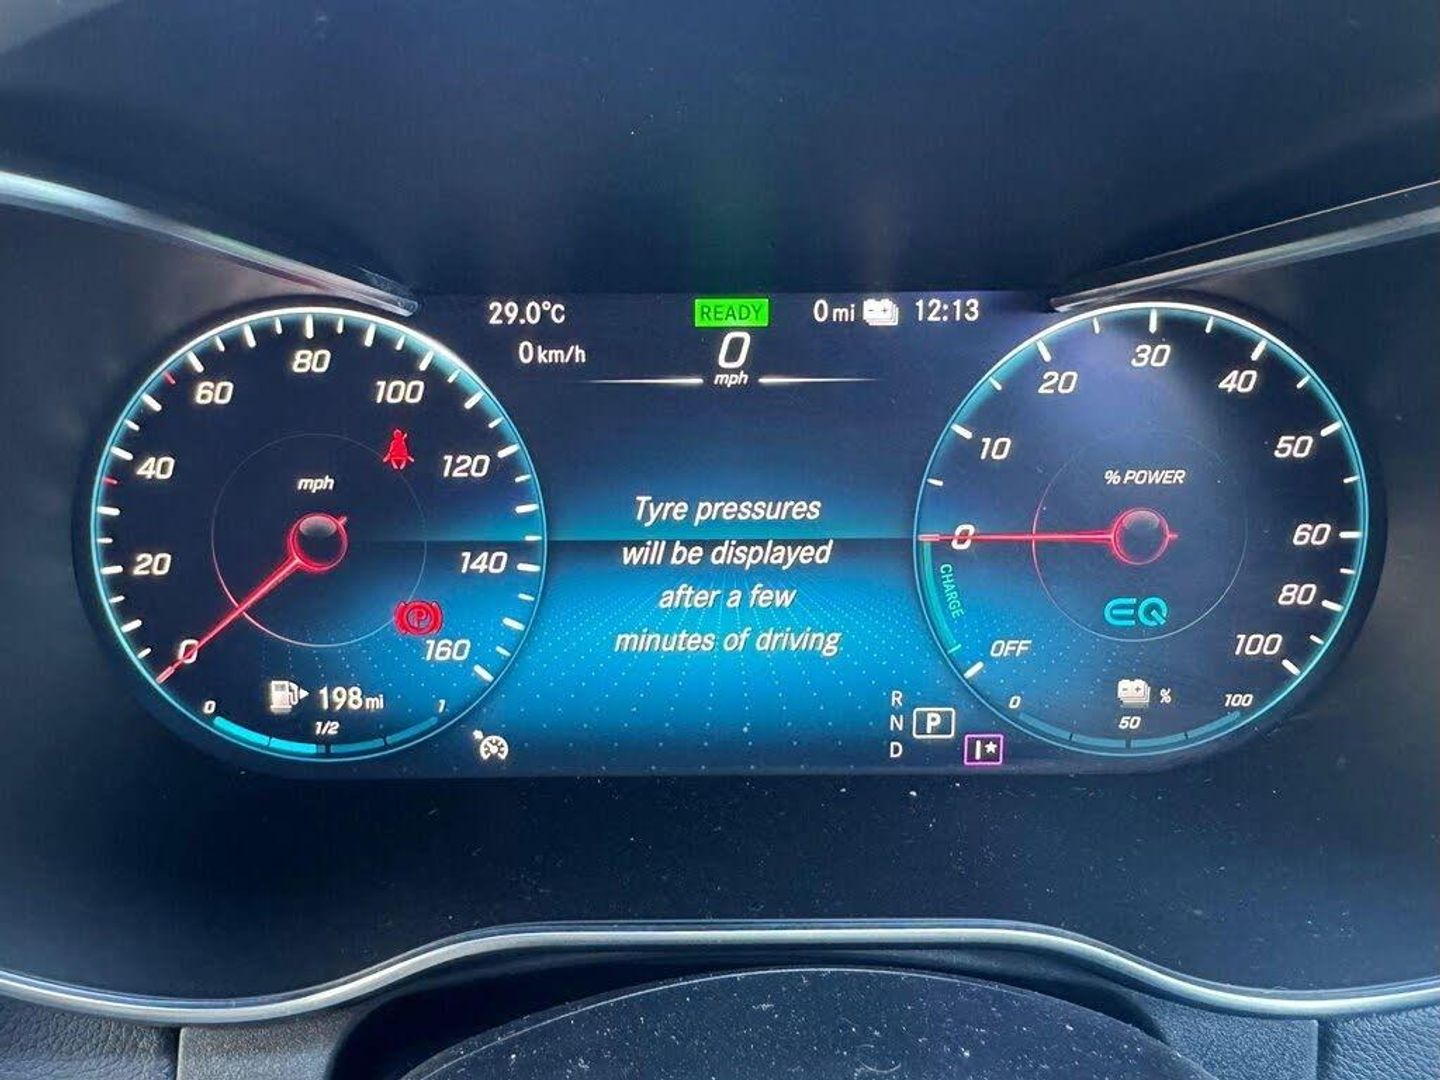 29.0°C
READY
0 mi
12:13
0 km/h
0
mph
0
20
40
60
80
100
120
140
160
mph
198 mi
0
1/2
1
Tyre pressures
will be displayed
after a few
minutes of driving
P
R
N P
D
I★
OFF
CHARGE
0
10
20
30
40
50
60
80
100
% POWER
EQ
%
0
50
100